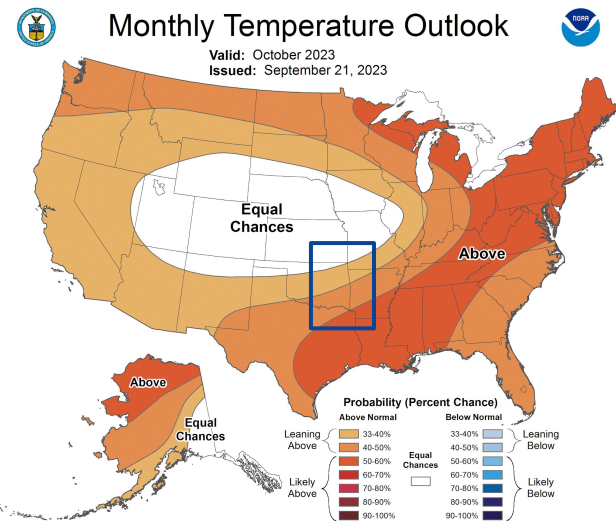 Monthly Temperature Outlook
NOAA
Valid: October 2023
Issued: September 21, 2023
Equal
Chances
Above
Above
Equal
Chances
Probability (Percent Chance)
Above Normal
Below Normal
Leaning
Above
33-40%
40-50%
Likely
Above
50-60%
60-70%
70-80%
80-90%
90-100%
Equal
Chances
33-40%
40-50%
Leaning
Below
50-60%
60-70%
70-80%
80-90%
90-100%
Likely
Below